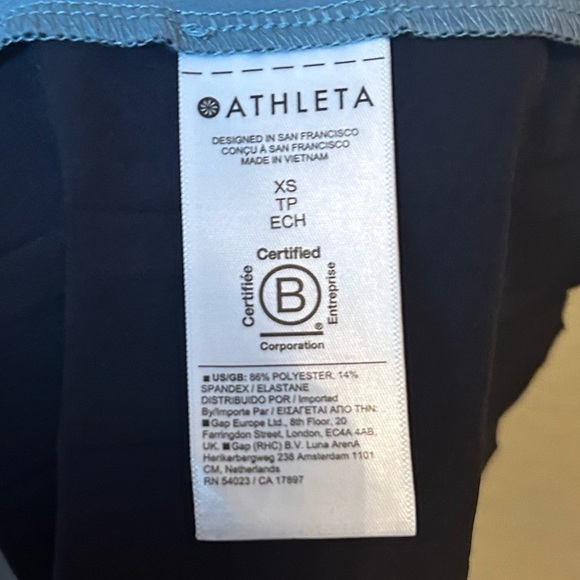 ATHLETA
DESIGNED IN SAN FRANCISCO
CONÇU À SAN FRANCISCO
MADE IN VIETNAM
XS
TP
ECH
Certified
Certifiée
B
Entreprise
®
Corporation
■ US/GB: 86% POLYESTER, 14%
SPANDEX / ELASTANE
DISTRIBUIDO POR / Imported
By/Importe Par / ΕΙΣΑΓΕΤΑΙ ΑΠΟ ΤΗΝ:
■ Gap Europe Ltd., 8th Floor, 20
Farringdon Street, London, EC4A 4AB,
UK. ■ Gap (RHC) B.V. Luna ArenA
Herikerbergweg 238 Amsterdam 1101
CM, Netherlands
RN 54023 / CA 17897